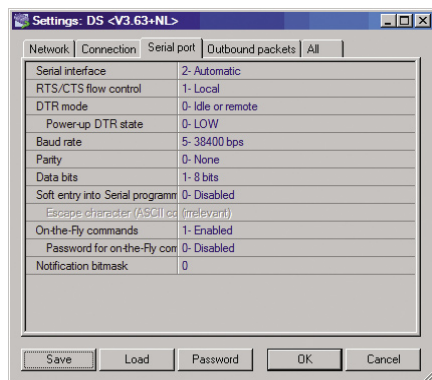 Settings: DS <V3.63+NL>
Network Connection Serial port Outbound packets All
Serial interface 2- Automatic
RTS/CTS flow control 1- Local
DTR mode 0- Idle or remote
Power-up DTR state 0- LOW
Baud rate 5- 38400 bps
Parity 0- None
Data bits 1- 8 bits
Soft entry into Serial programm 0- Disabled
Escape character (ASCII co (irrelevant)
On-the-Fly commands 1- Enabled
Password for on-the-Fly com 0- Disabled
Notification bitmask 0
Save Load Password OK Cancel